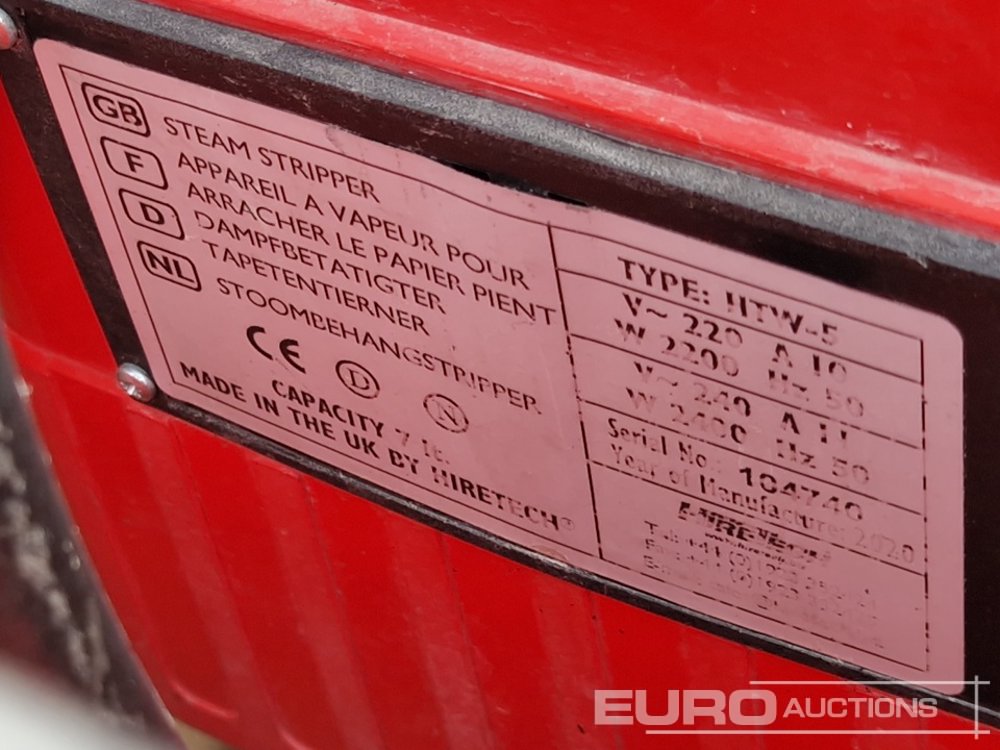 GB STEAM STRIPPER
F APPAREIL A VAPEUR POUR
ARRACHER LE PAPIER PIENT
D DAMPFBETATIGTER
TAPETENTIERNER
NL STOOMBEHANGSTRIPPER
CE D N
CAPACITY 7 lt.
MADE IN THE UK BY HIRETECH®
TYPE: HTW-5
V~ 220 A 10
W 2200 Hz 50
V~ 240 A 11
W 2400 Hz 50
Serial No.: 104740
Year of Manufacture: 2020
HIRETECH
EURO AUCTIONS